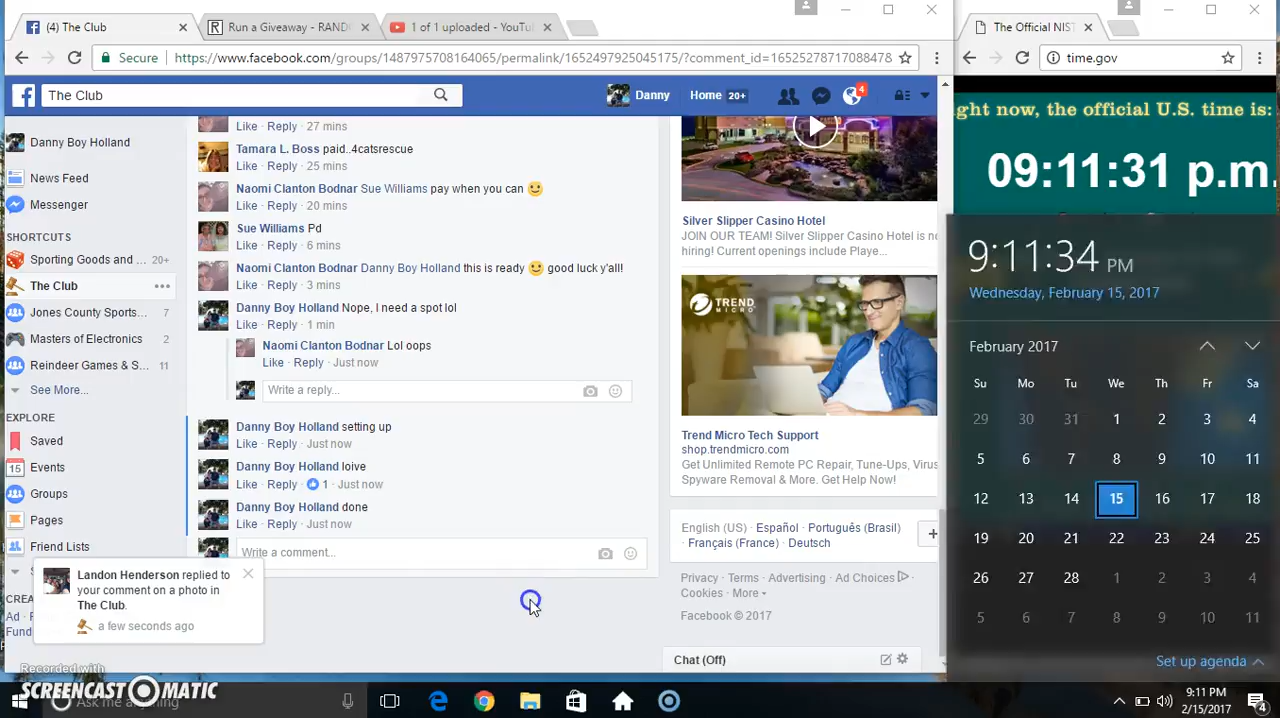 (4) The Club
Run a Giveaway - RAND
1 of 1 uploaded - YouTu
The Official NIST
Secure
https://www.facebook.com/groups/1487975708164065/permalink/1652497925045175/?comment_id=16525278717088478
time.gov
The Club
Danny
Home 20+
4
Danny Boy Holland
News Feed
Messenger
SHORTCUTS
Sporting Goods and ... 20+
The Club
Jones County Sports... 7
Masters of Electronics 2
Reindeer Games & S... 11
See More...
EXPLORE
Saved
15 Events
Groups
Pages
Friend Lists
CREA
Ad
Fund
Like · Reply · 27 mins
Tamara L. Boss paid..4catsrescue
Like · Reply · 25 mins
Naomi Clanton Bodnar Sue Williams pay when you can
Like · Reply · 20 mins
Sue Williams Pd
Like · Reply · 6 mins
Naomi Clanton Bodnar Danny Boy Holland this is ready 🙂 good luck y'all!
Like · Reply · 3 mins
Danny Boy Holland Nope, I need a spot lol
Like · Reply · 1 min
Naomi Clanton Bodnar Lol oops
Like · Reply · Just now
Write a reply...
Danny Boy Holland setting up
Like · Reply · Just now
Danny Boy Holland loive
Like · Reply · 1 · Just now
Danny Boy Holland done
Like · Reply · Just now
Write a comment...
Landon Henderson replied to
your comment on a photo in
The Club.
a few seconds ago
Silver Slipper Casino Hotel
JOIN OUR TEAM! Silver Slipper Casino Hotel is no
hiring! Current openings include Playe...
TREND
MICRO
Trend Micro Tech Support
shop.trendmicro.com
Get Unlimited Remote PC Repair, Tune-Ups, Virus
Spyware Removal & More. Get Help Now!
English (US) · Español · Português (Brasil) ·
Français (France) · Deutsch
Privacy · Terms · Advertising · Ad Choices ·
Cookies · More
Facebook © 2017
Chat (Off)
ght now, the official U.S. time is:
09:11:31 p.m.
9:11:34 PM
Wednesday, February 15, 2017
February 2017
Su Mo Tu We Th Fr Sa
29 30 31 1 2 3 4
5 6 7 8 9 10 11
12 13 14 15 16 17 18
19 20 21 22 23 24 25
26 27 28 1 2 3 4
5 6 7 8 9 10 11
Set up agenda
Recorded with
SCREENCAST-O-MATIC
Ask me anything
9:11 PM
2/15/2017
4